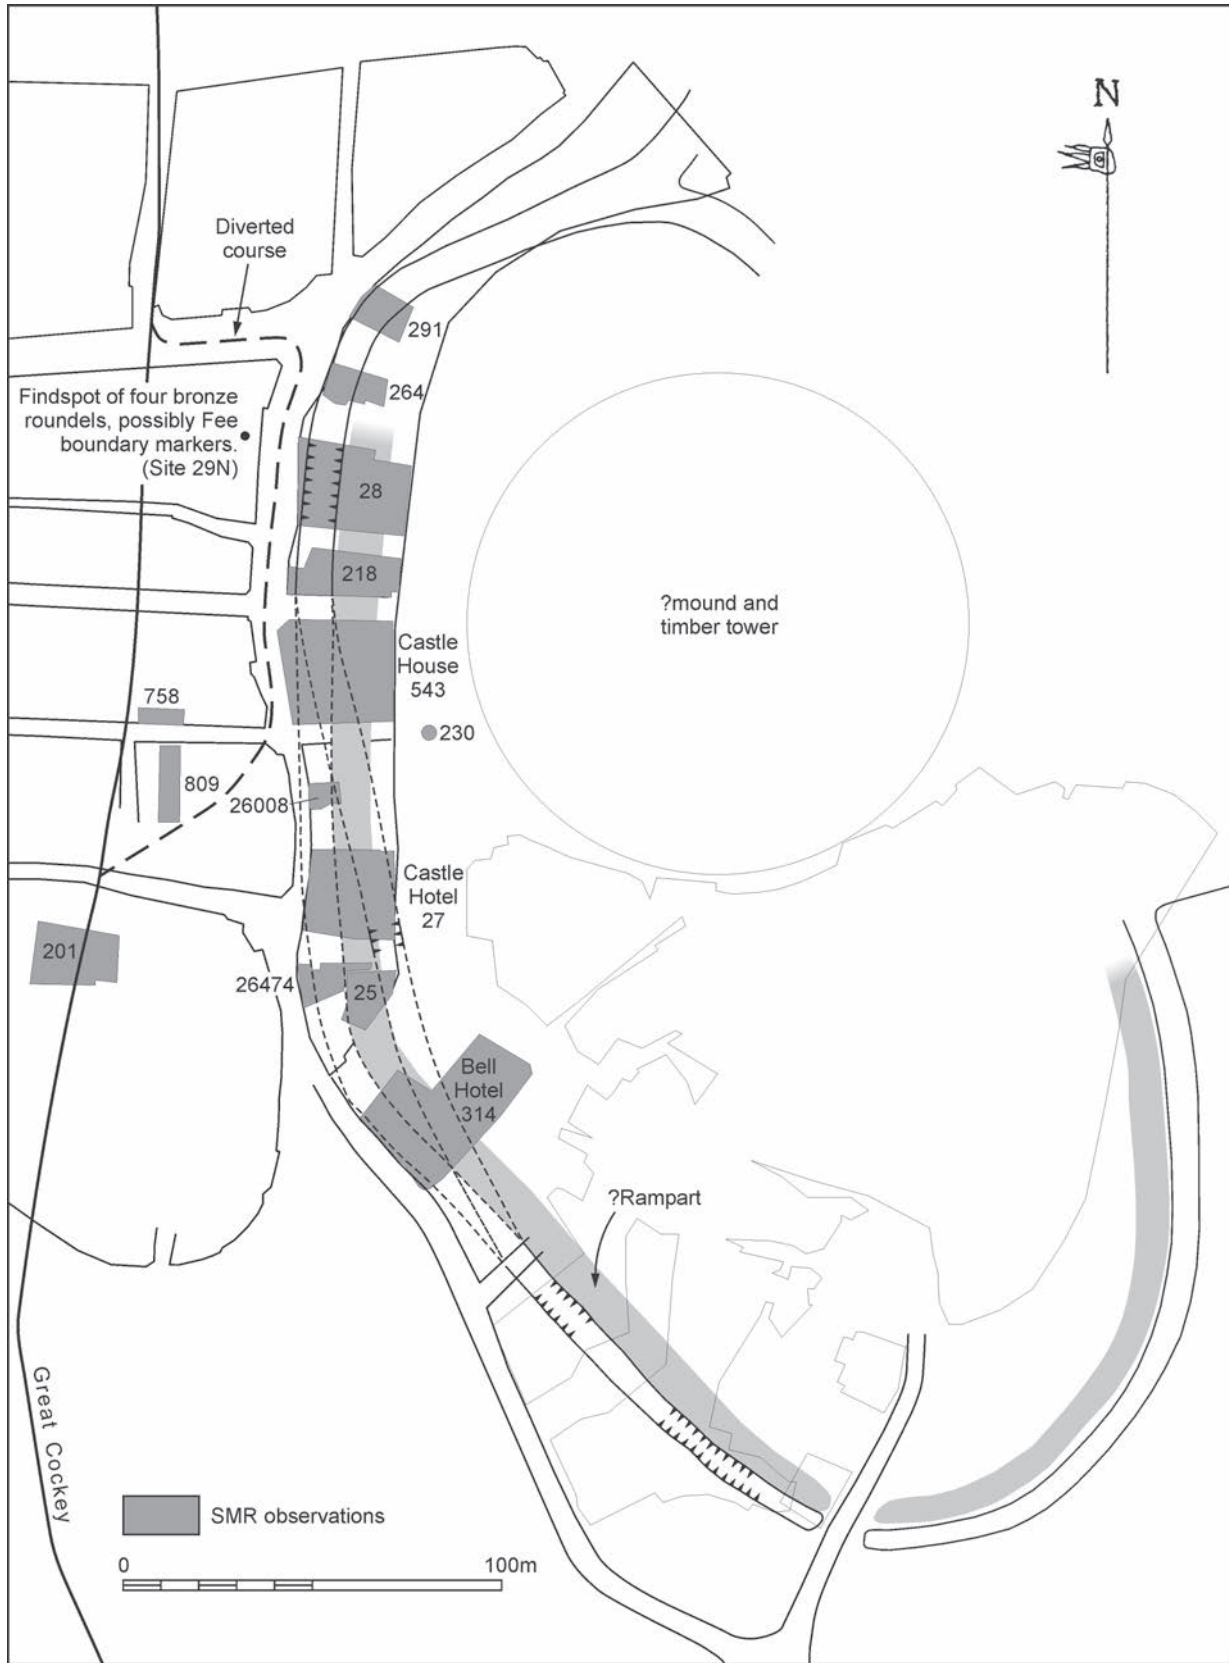 N
Diverted
course
291
264
Findspot of four bronze
roundels, possibly Fee
boundary markers.
(Site 29N)
28
218
?mound and
timber tower
Castle
House
543
758
230
809
26008
Castle
Hotel
27
201
26474
25
Bell
Hotel
314
?Rampart
Great Cockey
SMR observations
0 100m